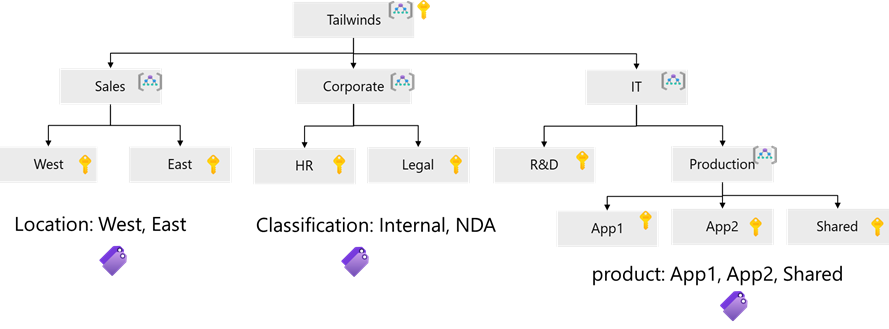 Tailwinds
Sales
Corporate
IT
West
East
HR
Legal
R&D
Production
Location: West, East
Classification: Internal, NDA
App1
App2
Shared
product: App1, App2, Shared